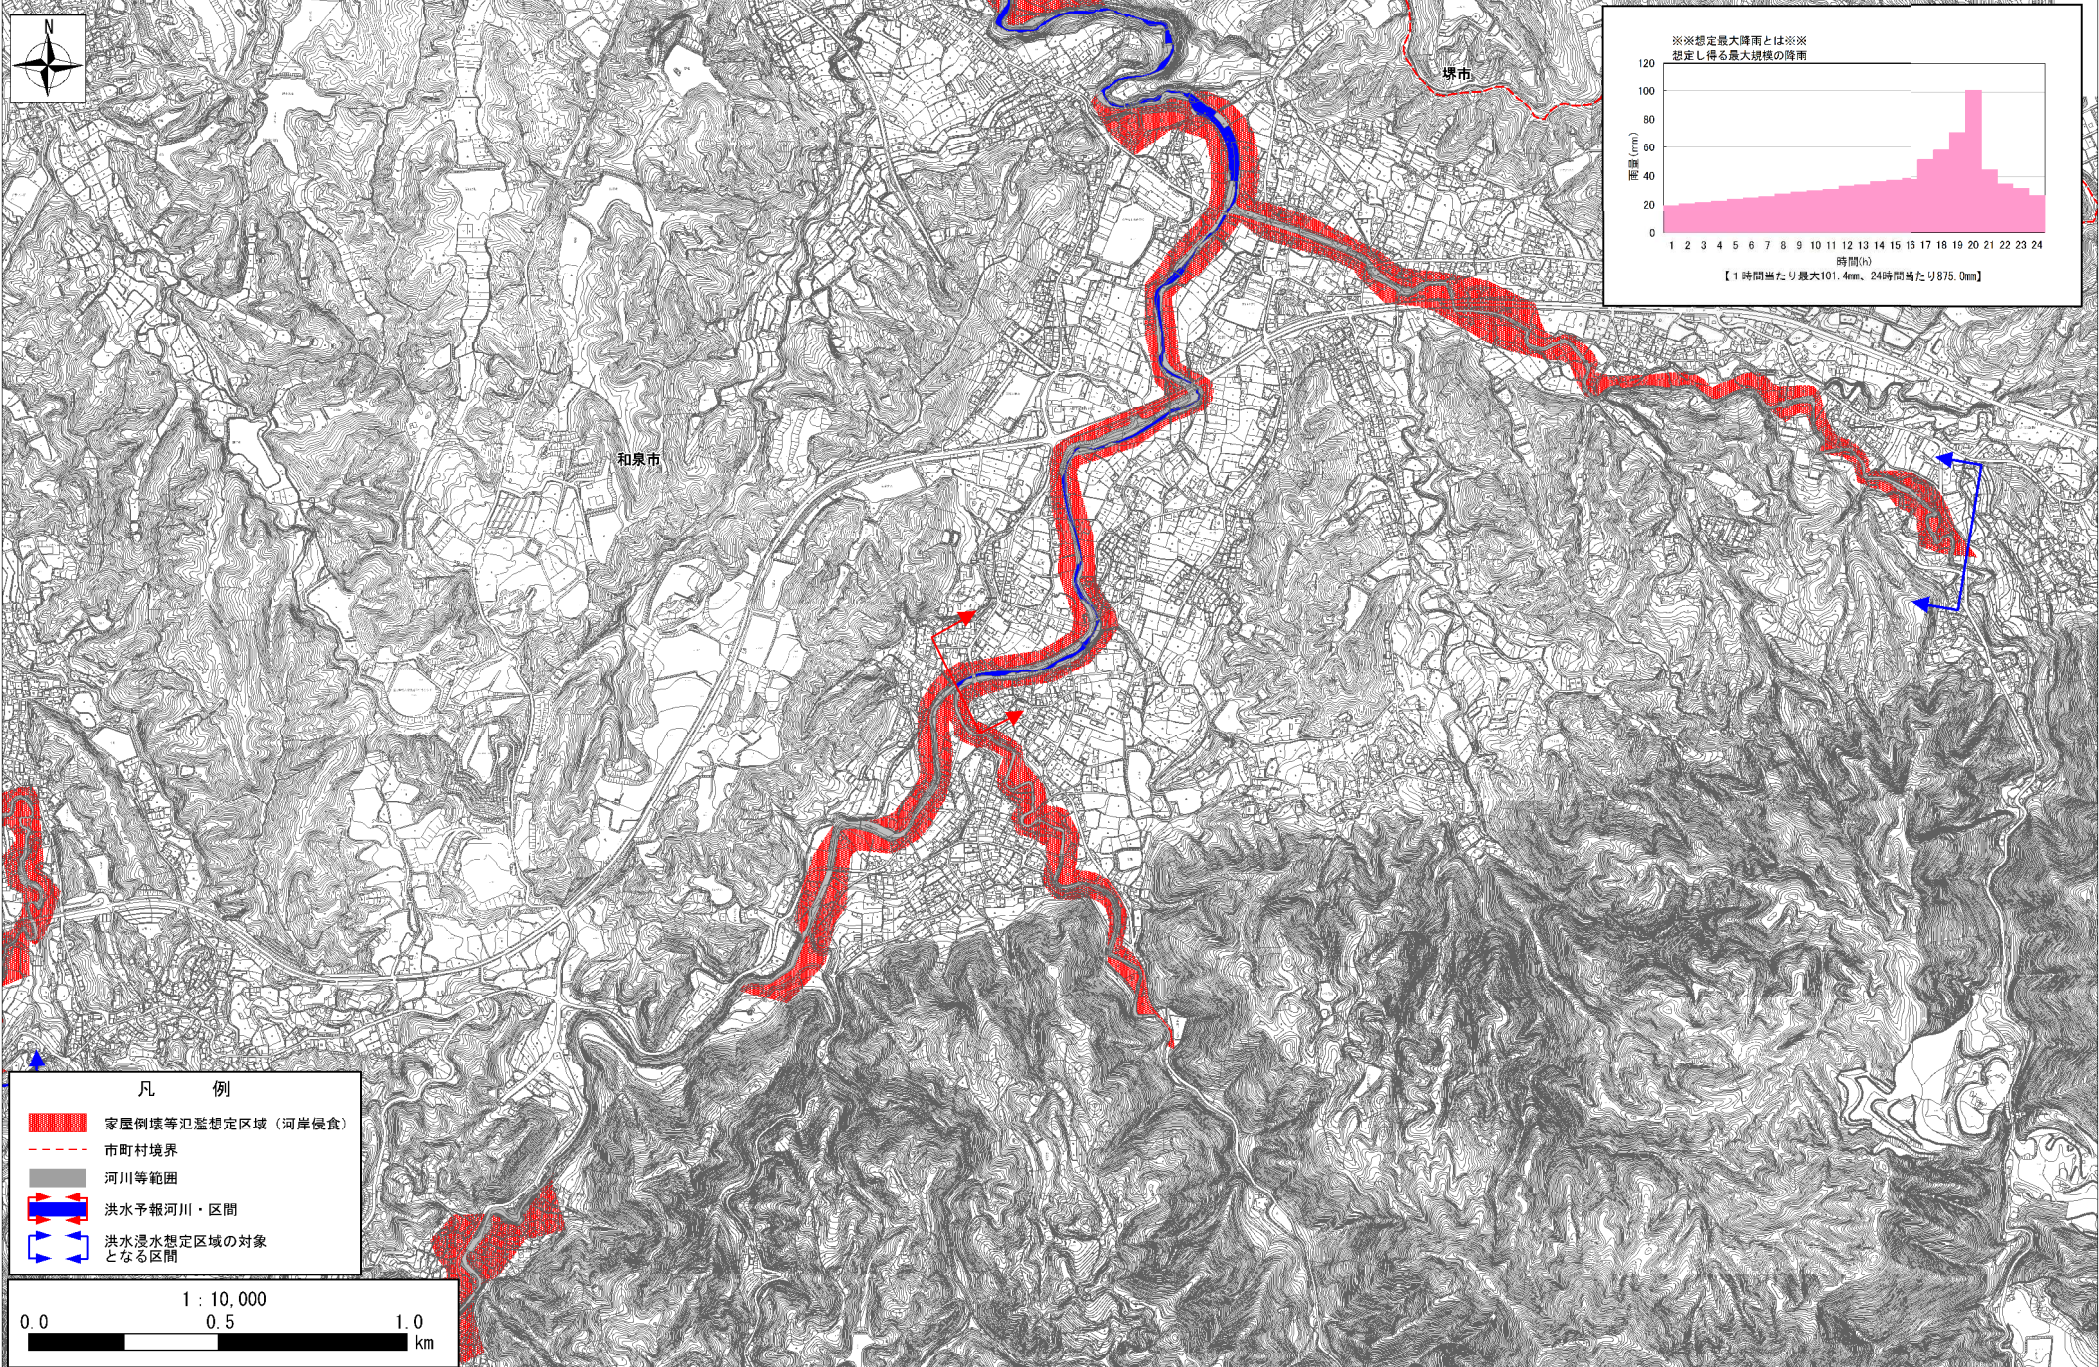 N
堺市
和泉市
※※想定最大降雨とは※※
想定し得る最大規模の降雨
120
100
80
60
40
20
0
雨量(mm)
1 2 3 4 5 6 7 8 9 10 11 12 13 14 15 16 17 18 19 20 21 22 23 24
時間(h)
【1時間当たり最大101.4mm、24時間当たり875.0mm】
凡 例
家屋倒壊等氾濫想定区域（河岸侵食）
市町村境界
河川等範囲
洪水予報河川・区間
洪水浸水想定区域の対象
となる区間
1：10,000
0.0 0.5 1.0
km